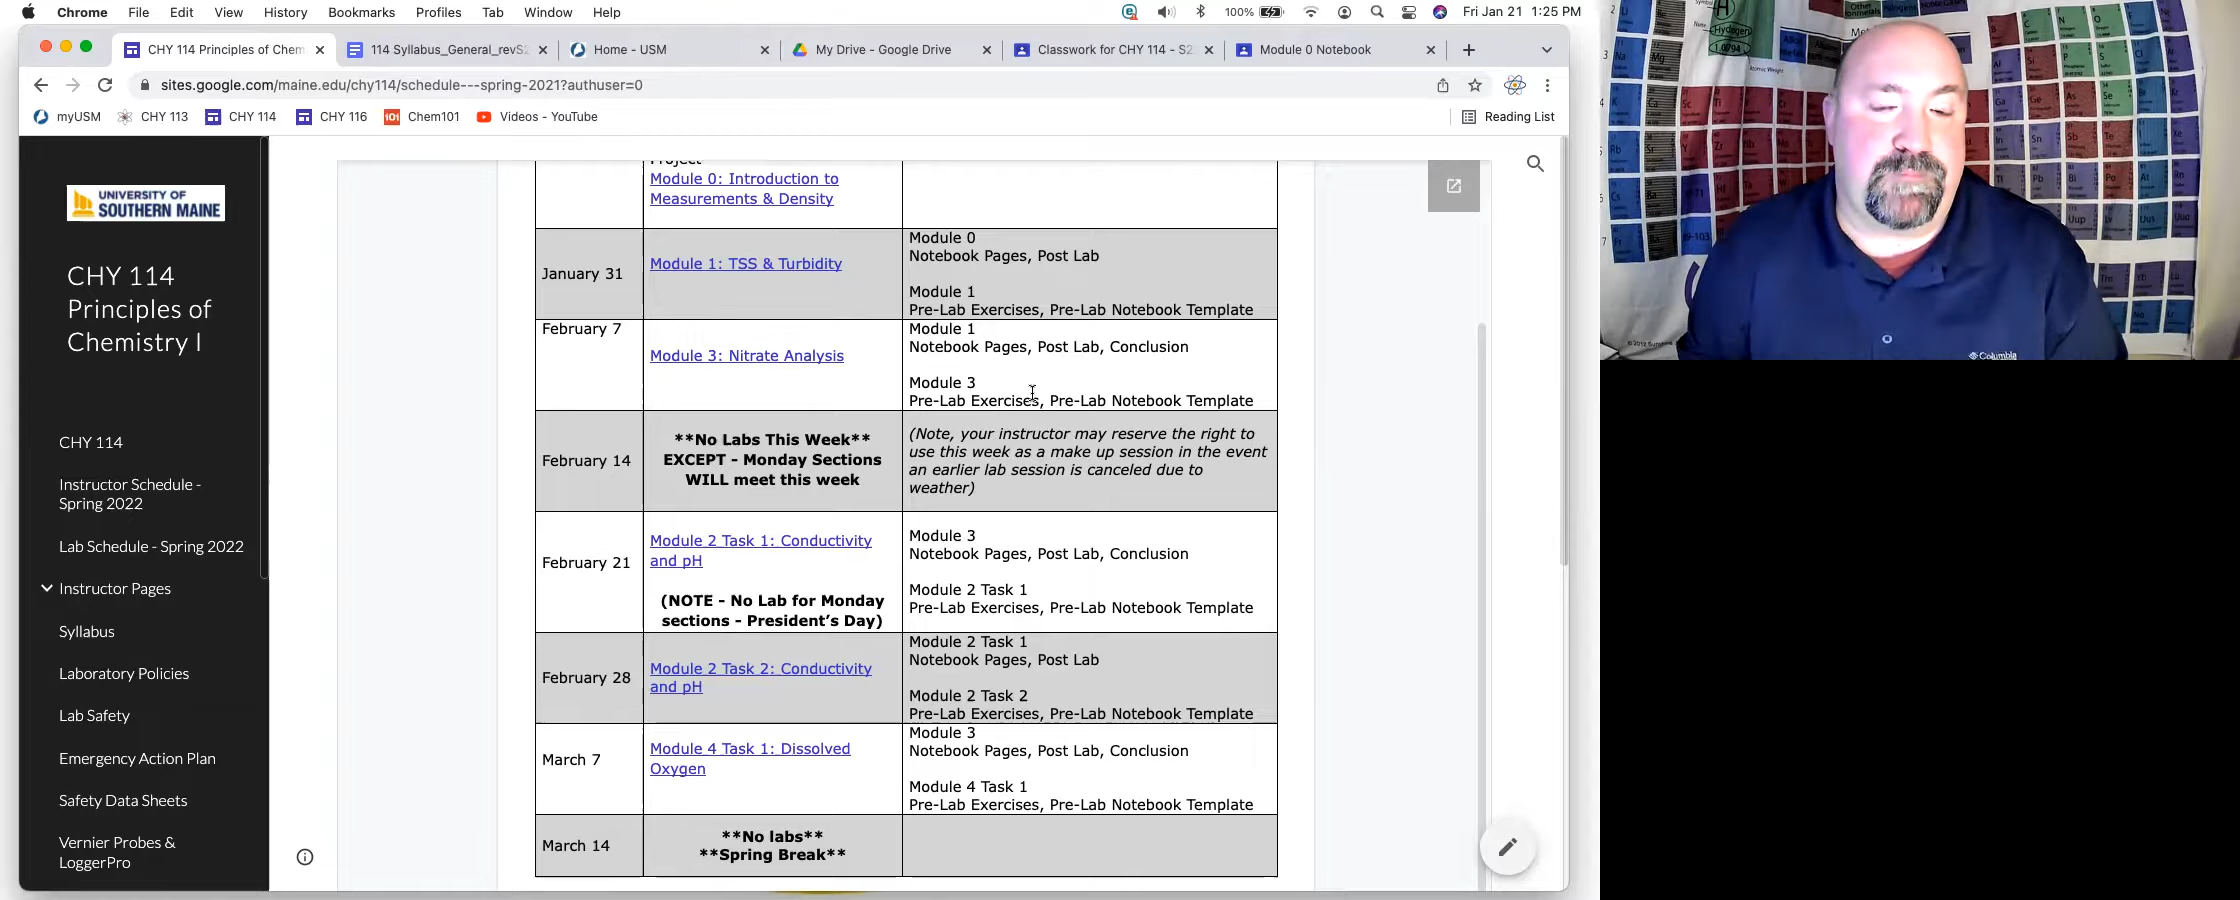 Chrome File Edit View History Bookmarks Profiles Tab Window Help 100% Fri Jan 21 1:25 PM
CHY 114 Principles of Chem 114 Syllabus_General_revS2 Home - USM My Drive - Google Drive Classwork for CHY 114 - S2 Module 0 Notebook
sites.google.com/maine.edu/chy114/schedule---spring-2021?authuser=0
myUSM CHY 113 CHY 114 CHY 116 101 Chem101 Videos - YouTube Reading List
UNIVERSITY OF
SOUTHERN MAINE
CHY 114
Principles of
Chemistry I
CHY 114
Instructor Schedule -
Spring 2022
Lab Schedule - Spring 2022
Instructor Pages
Syllabus
Laboratory Policies
Lab Safety
Emergency Action Plan
Safety Data Sheets
Vernier Probes &
LoggerPro
Project
Module 0: Introduction to
Measurements & Density
January 31
Module 1: TSS & Turbidity
Module 0
Notebook Pages, Post Lab
Module 1
Pre-Lab Exercises, Pre-Lab Notebook Template
February 7
Module 3: Nitrate Analysis
Module 1
Notebook Pages, Post Lab, Conclusion
Module 3
Pre-Lab Exercises, Pre-Lab Notebook Template
February 14
**No Labs This Week**
EXCEPT - Monday Sections
WILL meet this week
(Note, your instructor may reserve the right to
use this week as a make up session in the event
an earlier lab session is canceled due to
weather)
February 21
Module 2 Task 1: Conductivity
and pH
(NOTE - No Lab for Monday
sections - President's Day)
Module 3
Notebook Pages, Post Lab, Conclusion
Module 2 Task 1
Pre-Lab Exercises, Pre-Lab Notebook Template
February 28
Module 2 Task 2: Conductivity
and pH
Module 2 Task 1
Notebook Pages, Post Lab
Module 2 Task 2
Pre-Lab Exercises, Pre-Lab Notebook Template
March 7
Module 4 Task 1: Dissolved
Oxygen
Module 3
Notebook Pages, Post Lab, Conclusion
Module 4 Task 1
Pre-Lab Exercises, Pre-Lab Notebook Template
March 14
**No labs**
**Spring Break**
H
Hydrogen
1.0079
Columbia